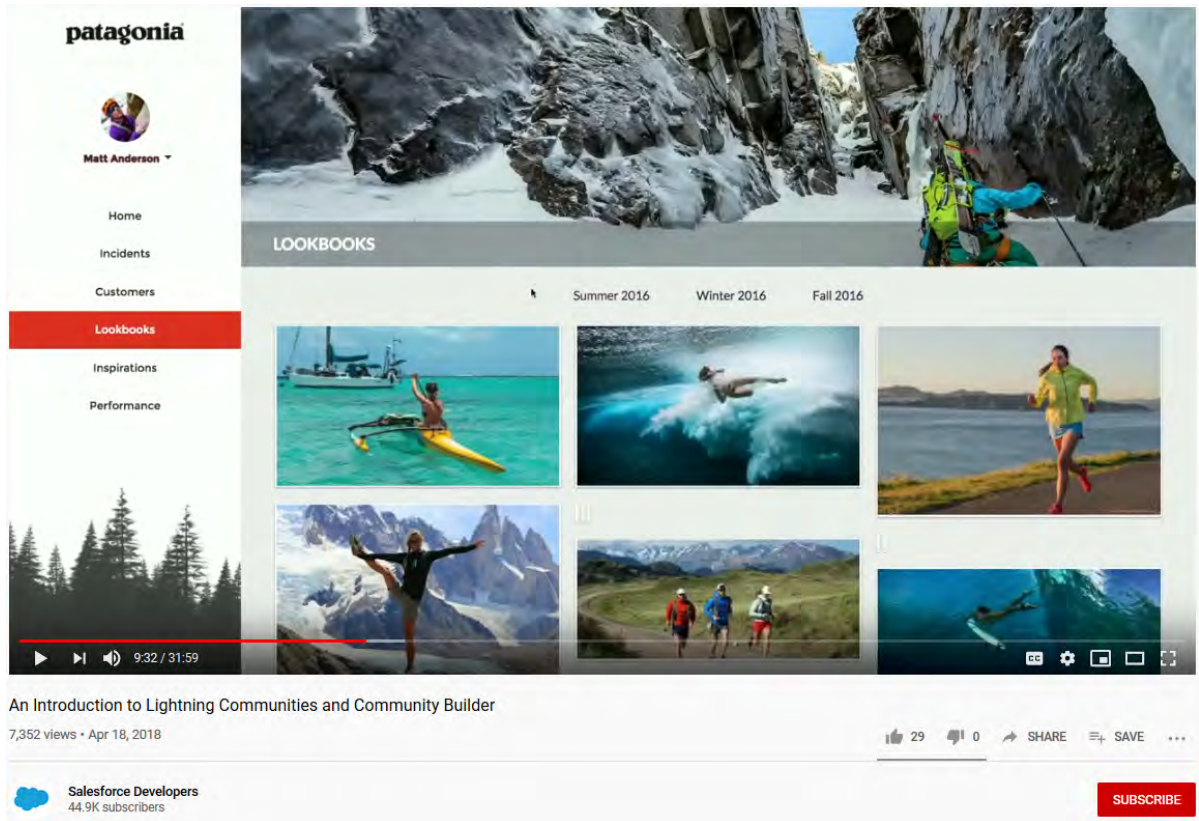 patagonia
Matt Anderson
Home
Incidents
Customers
Lookbooks
Inspirations
Performance
LOOKBOOKS
Summer 2016 Winter 2016 Fall 2016
9:32 / 31:59
CC
An Introduction to Lightning Communities and Community Builder
7,352 views • Apr 18, 2018
29 0 SHARE SAVE
Salesforce Developers
44.9K subscribers
SUBSCRIBE